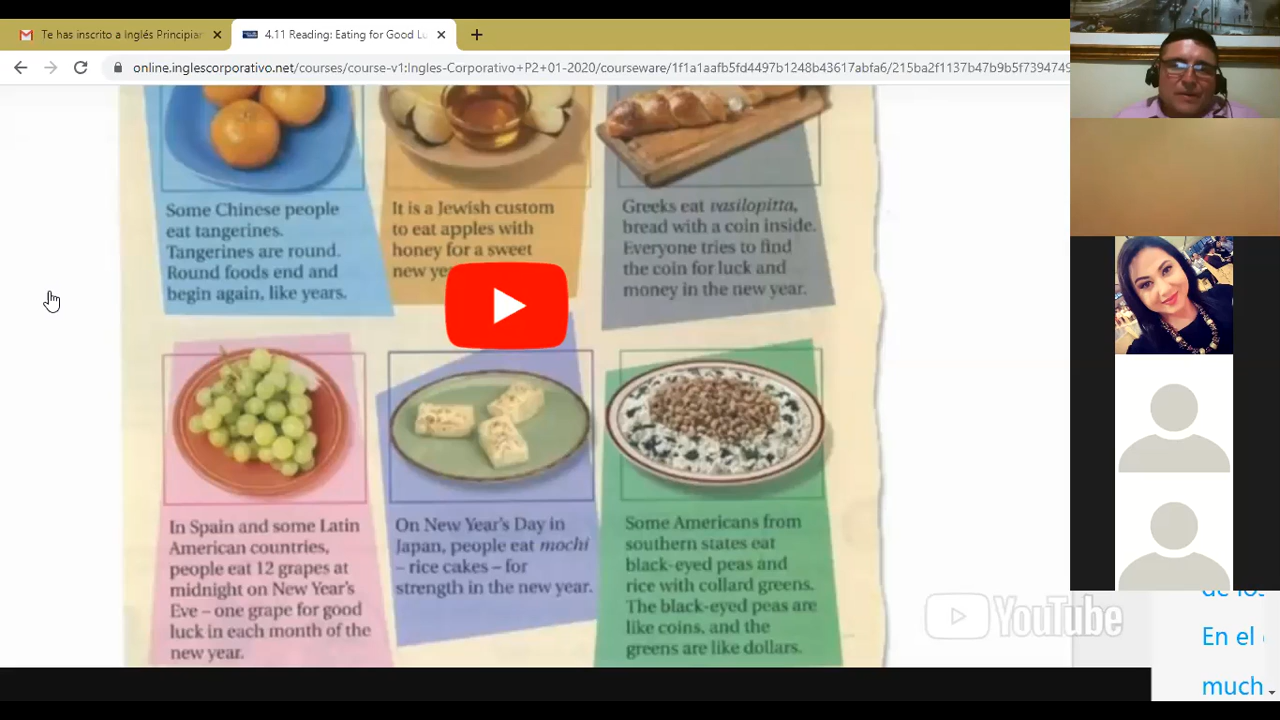 Te has inscrito a Inglés Principian
4.11 Reading: Eating for Good Lu
online.inglescorporativo.net/courses/course-v1:Ingles-Corporativo+P2+01-2020/courseware/1f1a1aafb5fd4497b1248b43617abfa6/215ba2f1137b47b9b5f7394749
Some Chinese people
eat tangerines.
Tangerines are round.
Round foods end and
begin again, like years.
It is a Jewish custom
to eat apples with
honey for a sweet
new
Greeks eat vasilopitta,
bread with a coin inside.
Everyone tries to find
the coin for luck and
money in the new year.
In Spain and some Latin
American countries,
people eat 12 grapes at
midnight on New Year's
Eve – one grape for good
luck in each month of the
new year.
On New Year's Day in
Japan, people eat mochi
– rice cakes – for
strength in the new year.
Some Americans from
southern states eat
black-eyed peas and
rice with collard greens.
The black-eyed peas are
like coins, and the
greens are like dollars.
YouTube
En el
much